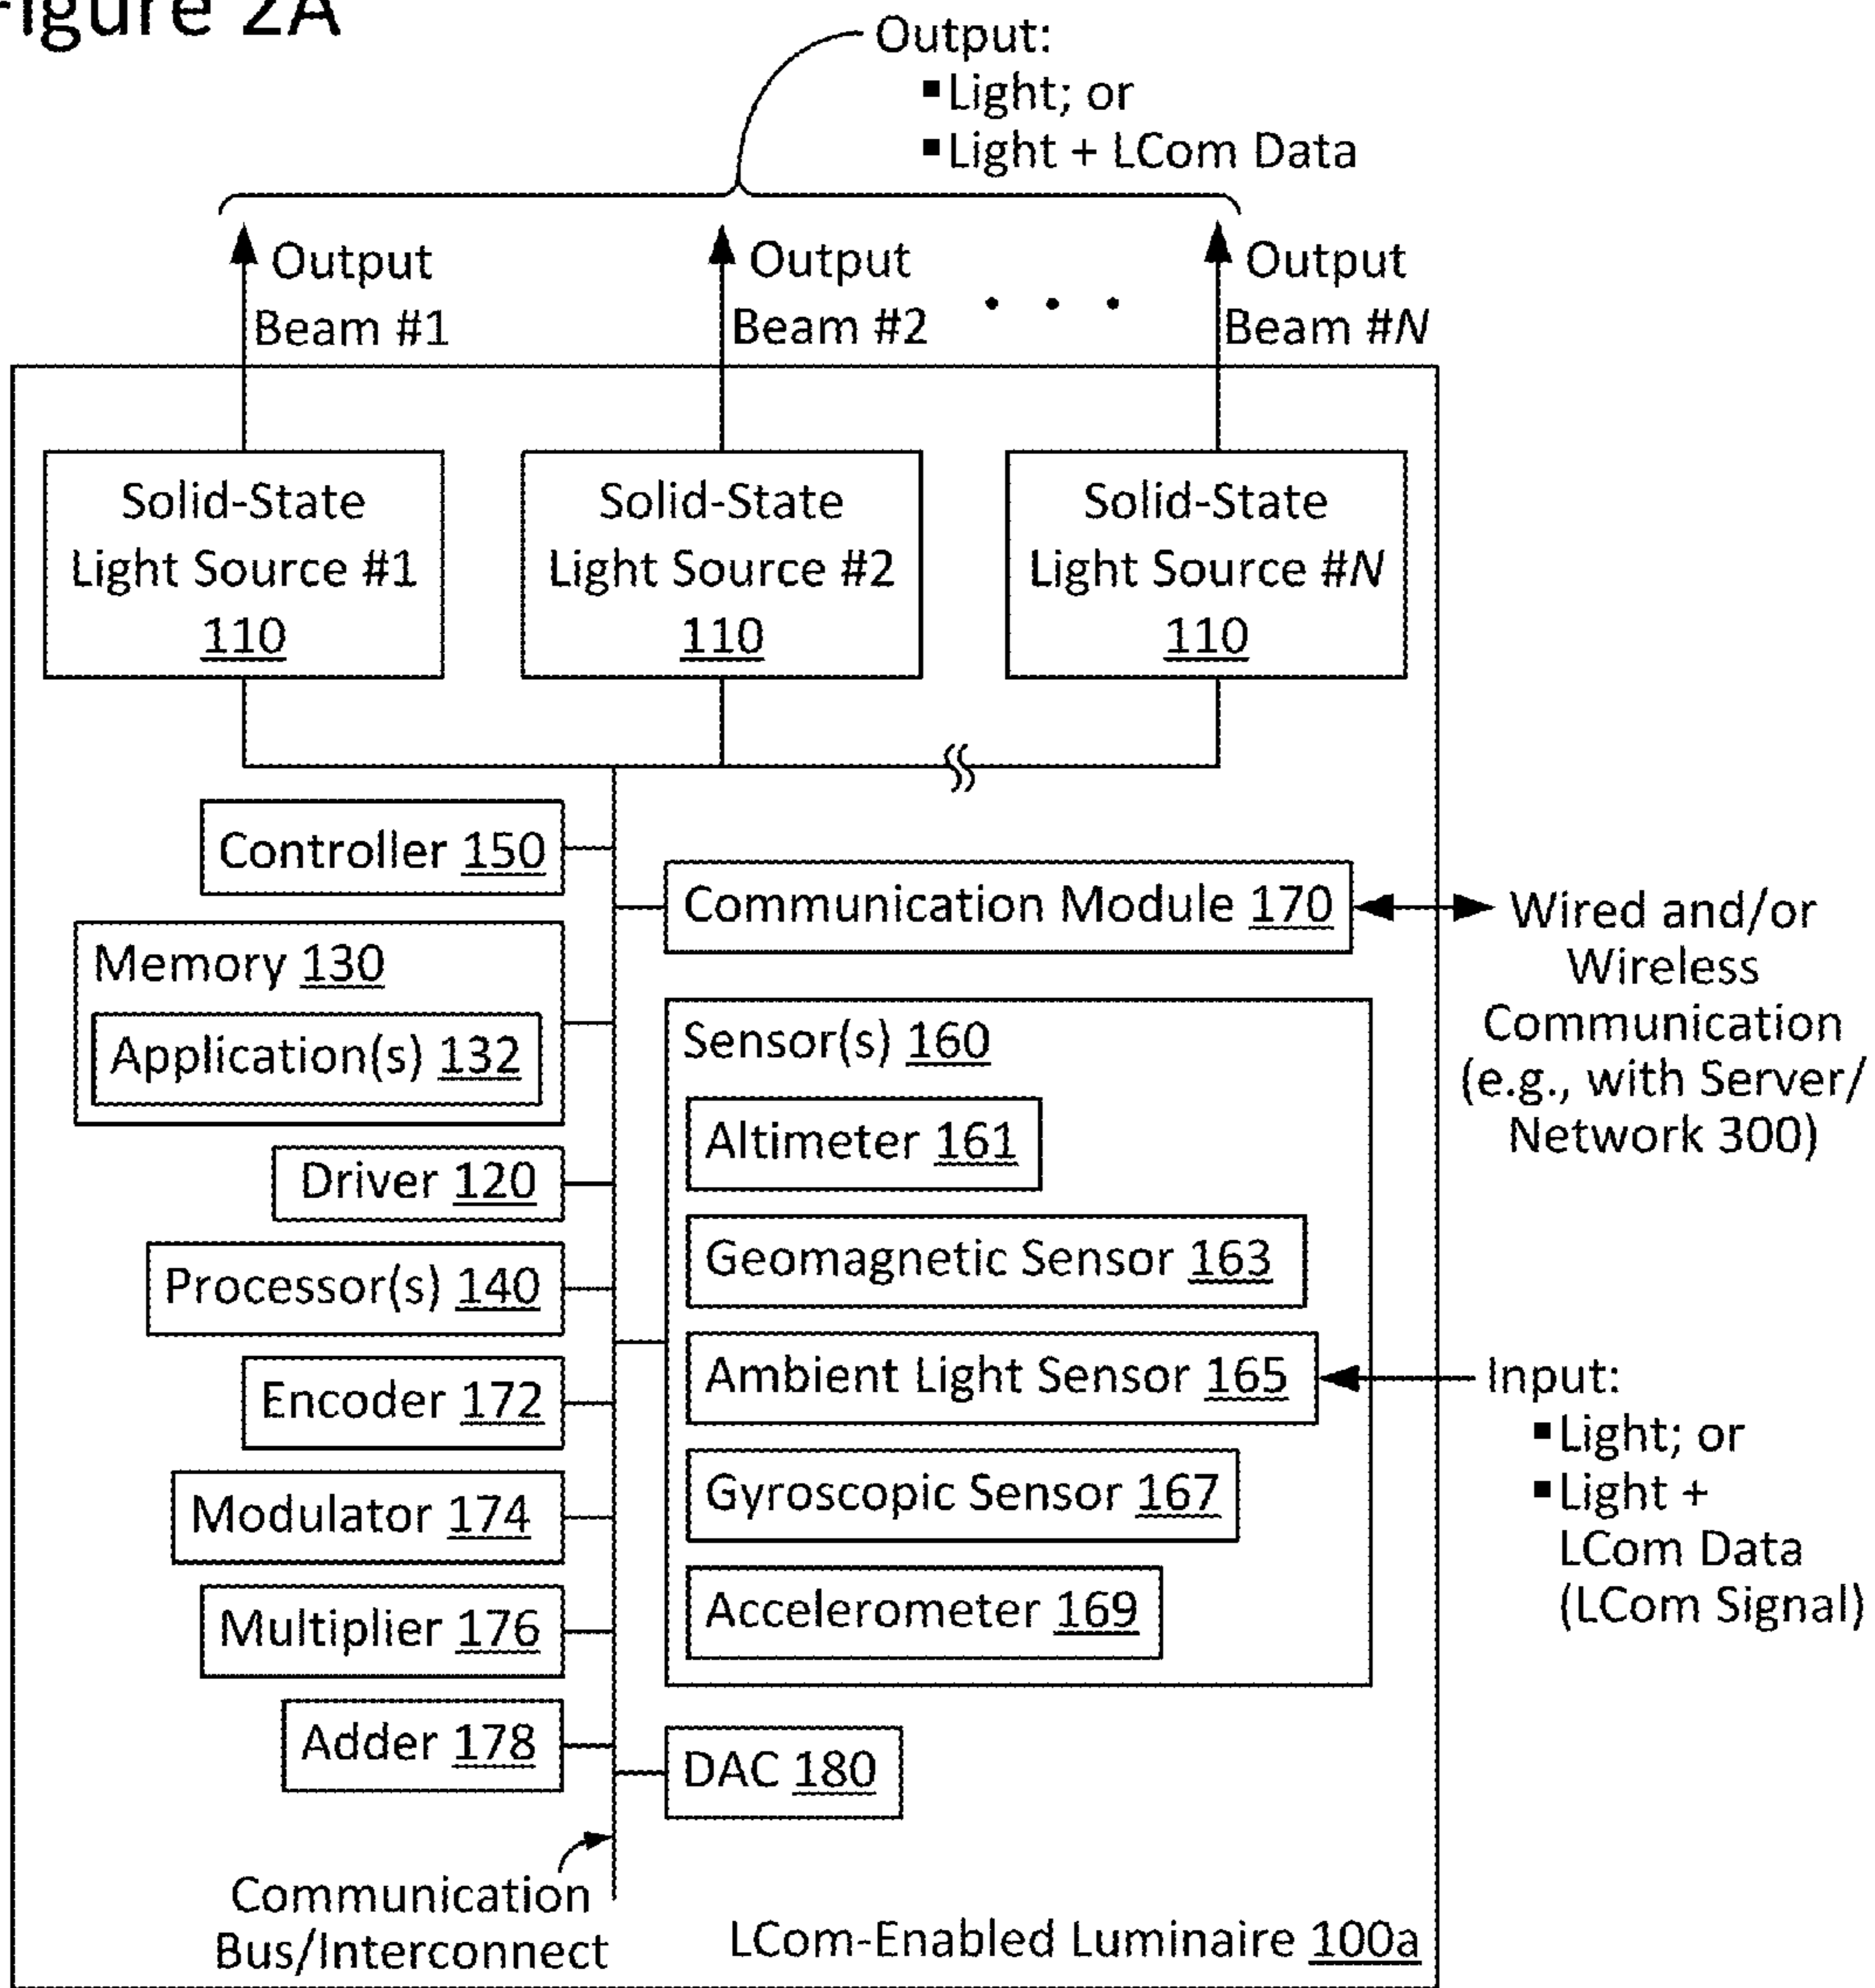 Figure 2A
Output:
▪Light; or
▪Light + LCom Data
Output
Beam #1
Output
Beam #2
. . .
Output
Beam #N
Solid-State
Light Source #1
110
Solid-State
Light Source #2
110
Solid-State
Light Source #N
110
Controller 150
Communication Module 170
Wired and/or
Wireless
Communication
(e.g., with Server/
Network 300)
Memory 130
Application(s) 132
Driver 120
Processor(s) 140
Encoder 172
Modulator 174
Multiplier 176
Adder 178
Sensor(s) 160
Altimeter 161
Geomagnetic Sensor 163
Ambient Light Sensor 165
Gyroscopic Sensor 167
Accelerometer 169
Input:
▪Light; or
▪Light +
LCom Data
(LCom Signal)
DAC 180
Communication
Bus/Interconnect
LCom-Enabled Luminaire 100a